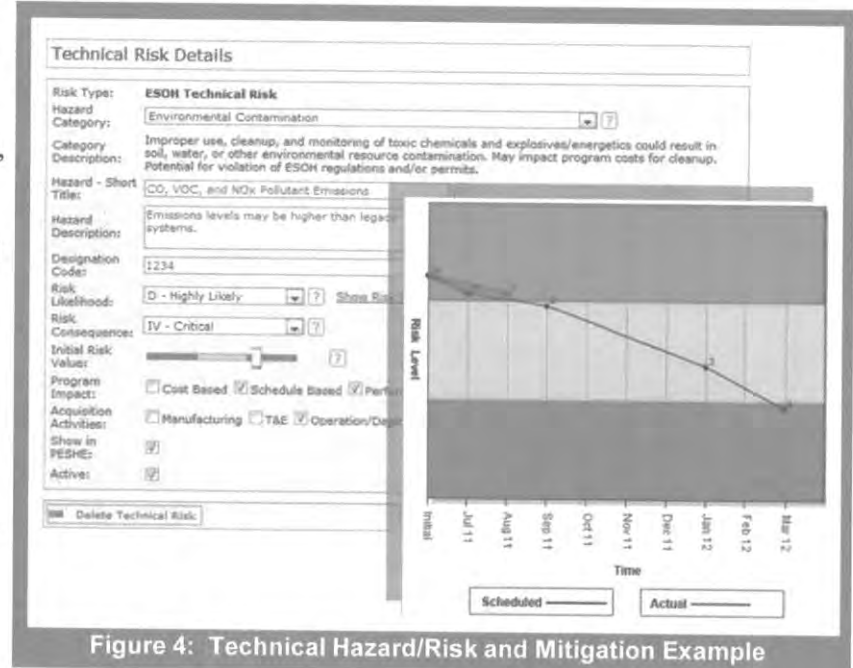 Technical Risk Details
Risk Type: ESOH Technical Risk
Hazard Category: Environmental Contamination ?
Category Description: Improper use, cleanup, and monitoring of toxic chemicals and explosives/energetics could result in
soil, water, or other environmental resource contamination. May impact program costs for cleanup.
Potential for violation of ESOH regulations and/or permits.
Hazard - Short Title: CO, VOC, and NOx Pollutant Emissions
Hazard Description: Emissions levels may be higher than legacy
systems.
Designation Code: 1234
Risk Likelihood: D - Highly Likely ? Show
Risk Consequence: IV - Critical ?
Initial Risk Value: ?
Program Impact: Cost Based Schedule Based
Acquisition Activities: Manufacturing T&E
Show in PESHE:
Active:
Delete Technical Risk
Risk Level
3
Initial
Jul 11
Aug 11
Sep 11
Oct 11
Nov 11
Dec 11
Jan 12
Feb 12
Mar 12
Time
Scheduled
Actual
Figure 4: Technical Hazard/Risk and Mitigation Example